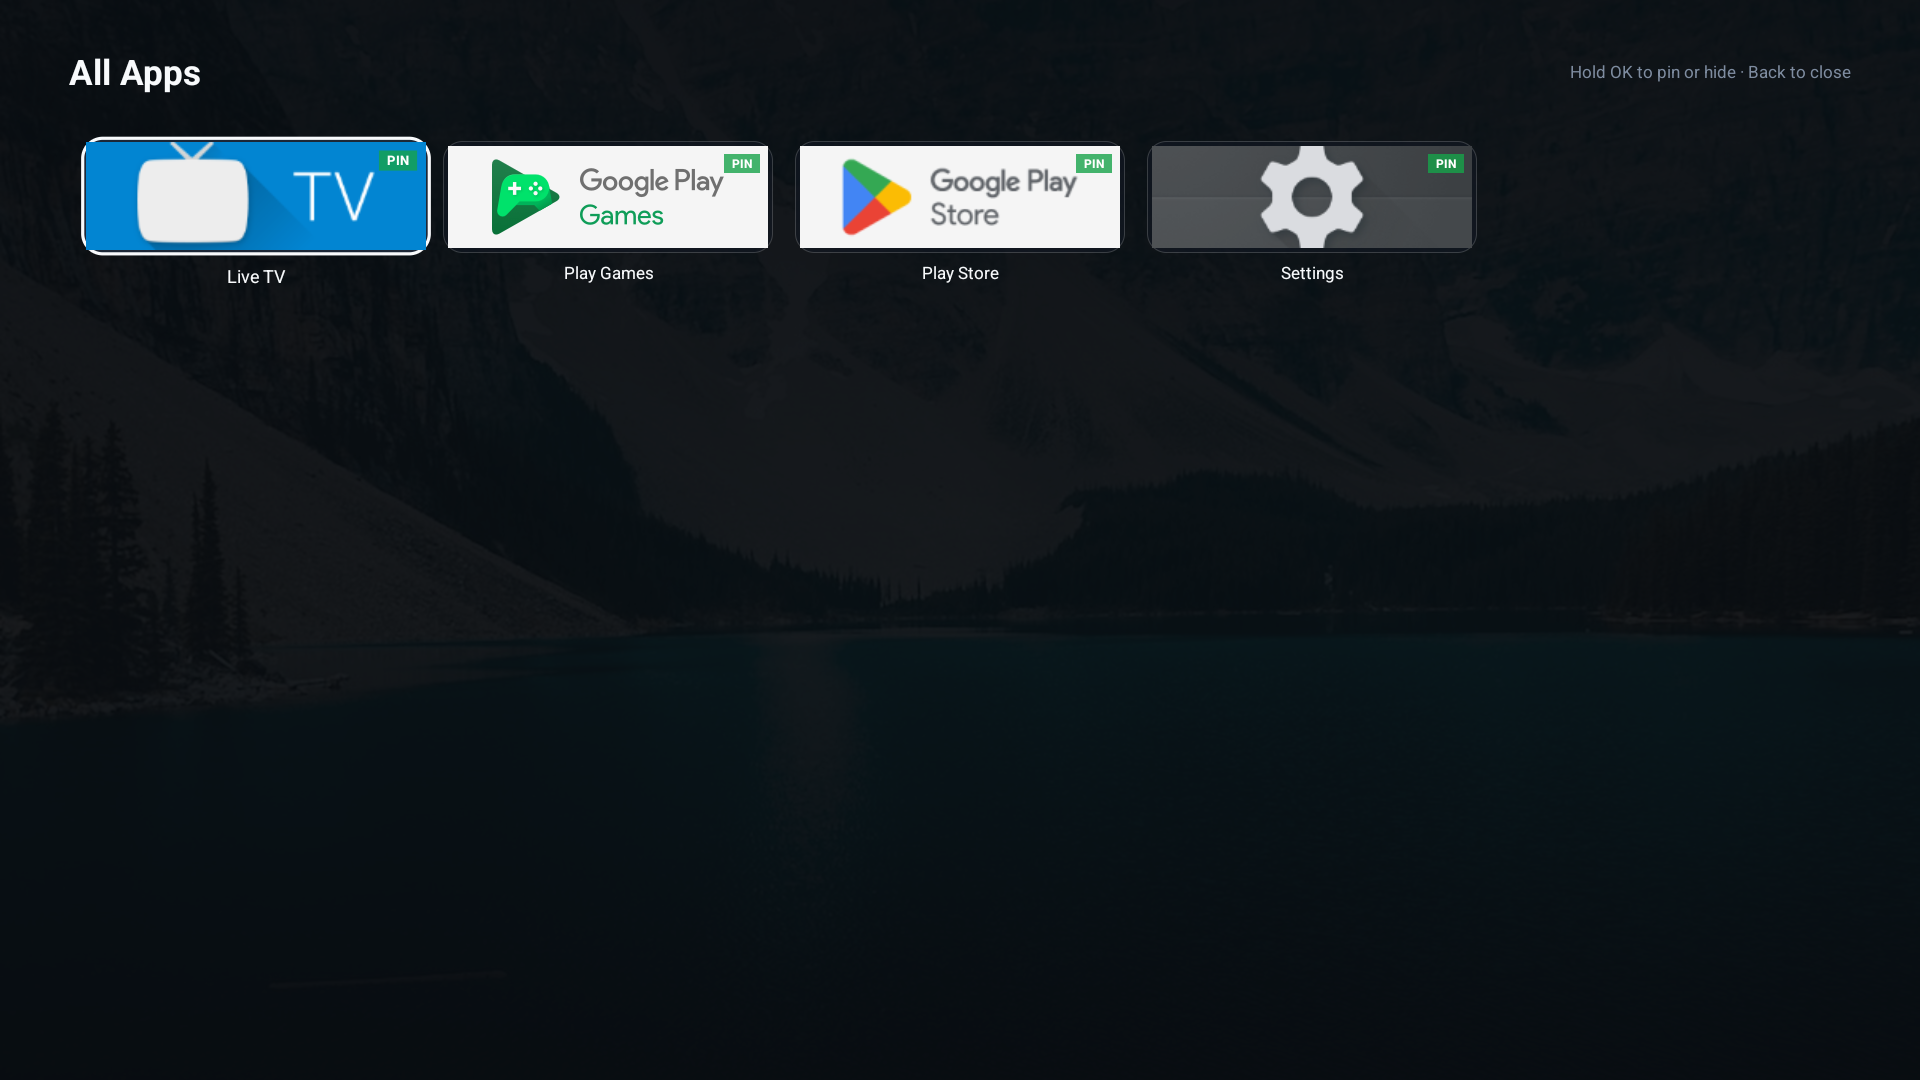 All Apps
Hold OK to pin or hide · Back to close
TV
PIN
Google Play
Games
PIN
Google Play
Store
PIN
PIN
Live TV
Play Games
Play Store
Settings